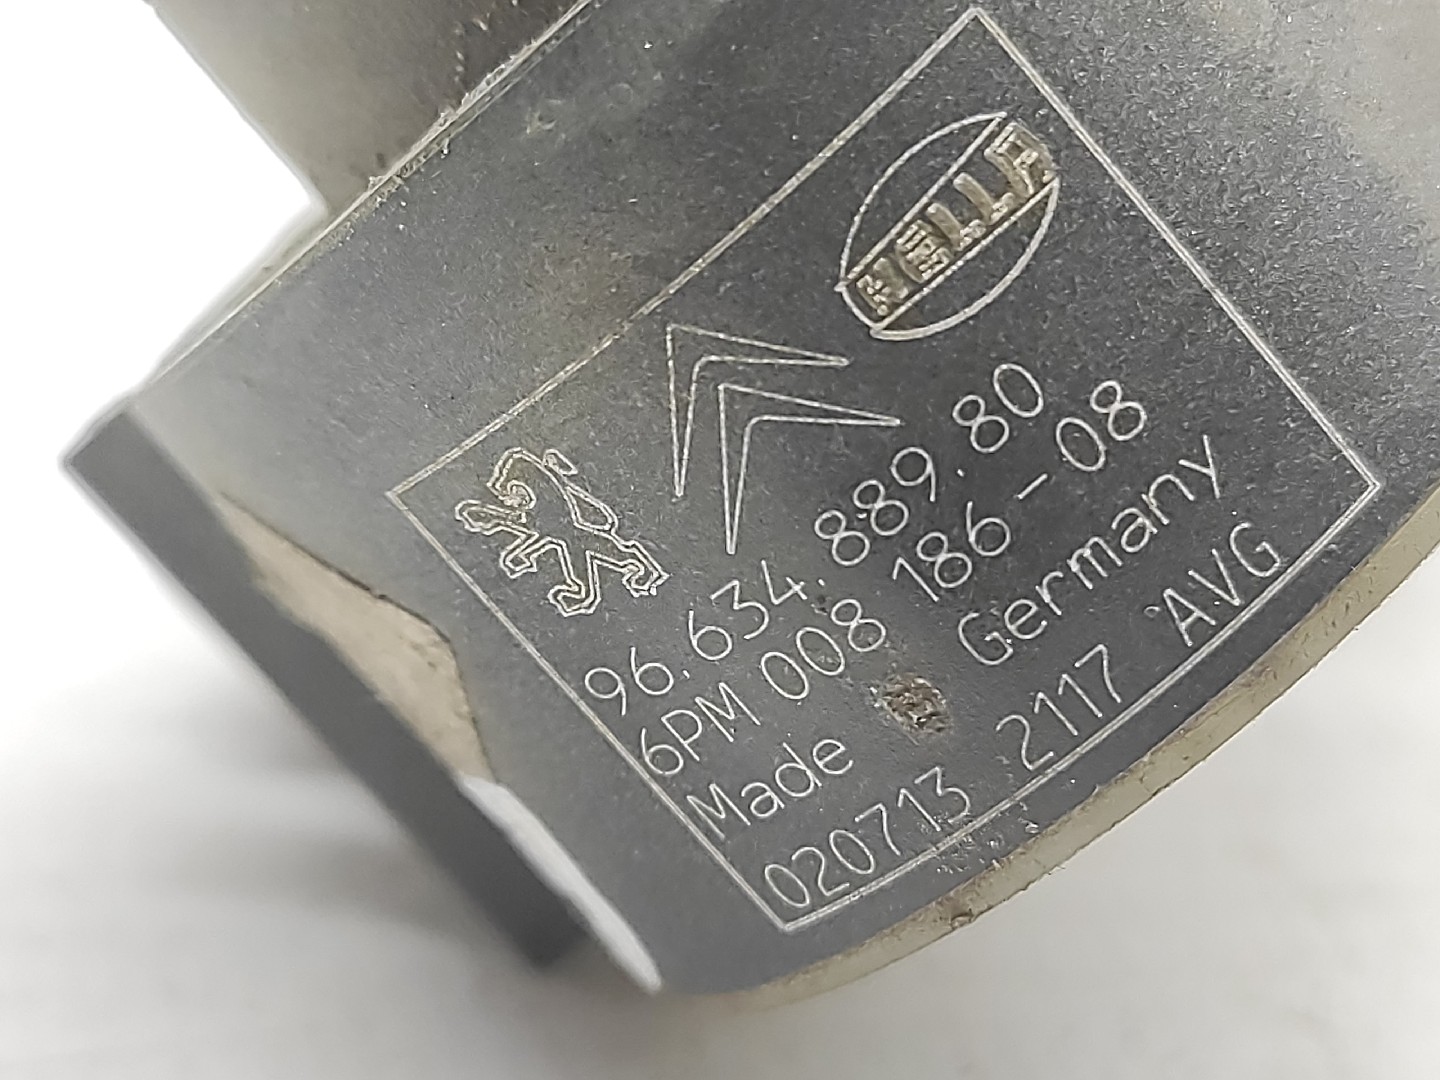 HELLA
96.634.889.80
6PM 008 186-08
Made Germany
020713 2117 AVG